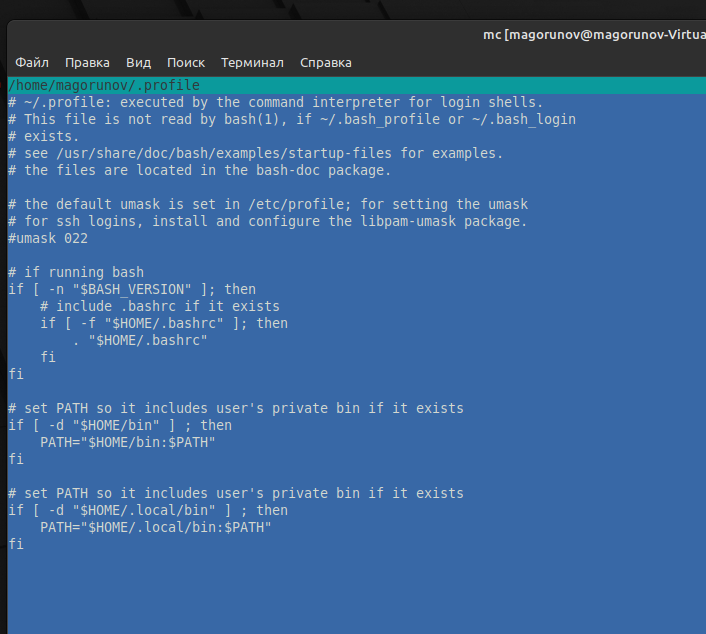 mc [magorunov@magorunov-Virtua
Файл Правка Вид Поиск Терминал Справка
/home/magorunov/.profile
# ~/.profile: executed by the command interpreter for login shells.
# This file is not read by bash(1), if ~/.bash_profile or ~/.bash_login
# exists.
# see /usr/share/doc/bash/examples/startup-files for examples.
# the files are located in the bash-doc package.

# the default umask is set in /etc/profile; for setting the umask
# for ssh logins, install and configure the libpam-umask package.
#umask 022

# if running bash
if [ -n "$BASH_VERSION" ]; then
    # include .bashrc if it exists
    if [ -f "$HOME/.bashrc" ]; then
        . "$HOME/.bashrc"
    fi
fi

# set PATH so it includes user's private bin if it exists
if [ -d "$HOME/bin" ] ; then
    PATH="$HOME/bin:$PATH"
fi

# set PATH so it includes user's private bin if it exists
if [ -d "$HOME/.local/bin" ] ; then
    PATH="$HOME/.local/bin:$PATH"
fi